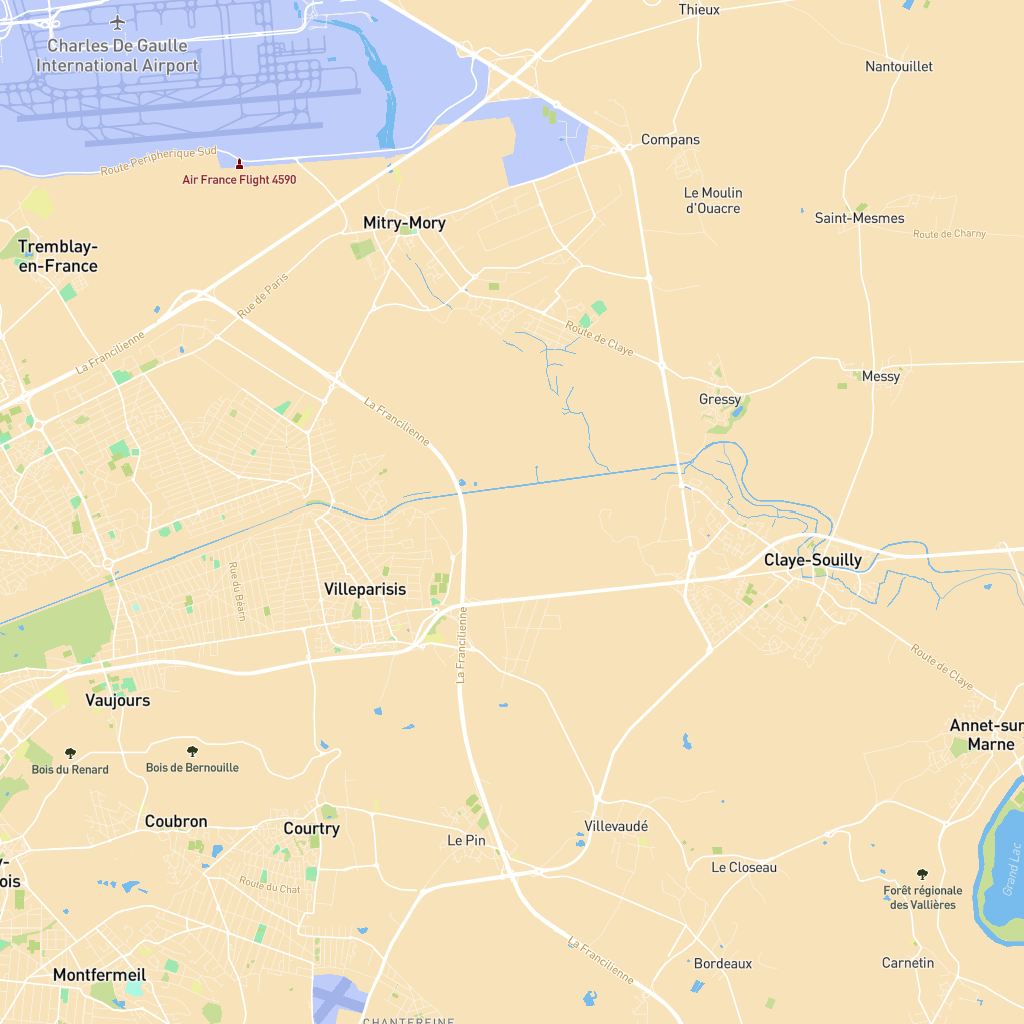 Thieux
Charles De Gaulle
International Airport
Nantouillet
Compans
Route Peripherique Sud
Air France Flight 4590
Le Moulin
d'Ouacre
Mitry-Mory
Saint-Mesmes
Route de Charny
Tremblay-
en-France
Rue de Paris
La Francilienne
Route de Claye
Messy
Gressy
La Francilienne
Claye-Souilly
Rue du Béarn
Villeparisis
La Francilienne
Route de Claye
Vaujours
Annet-sur
Marne
Bois du Renard
Bois de Bernouille
Coubron
Courtry
Villevaudé
Le Pin
Le Closeau
Grand Lac
y-
ois
Route du Chat
Forêt régionale
des Vallières
La Francilienne
Bordeaux
Carnetin
Montfermeil
CHANTEREINE